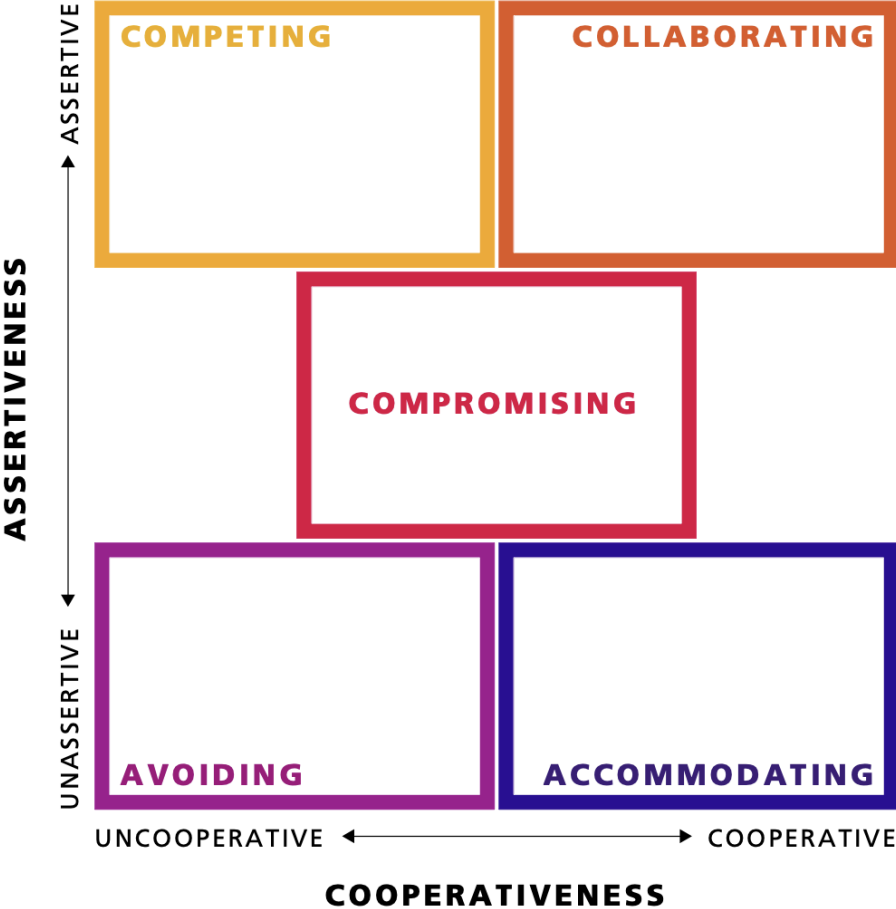 ASSERTIVENESS
ASSERTIVE
UNASSERTIVE
COMPETING
COLLABORATING
COMPROMISING
AVOIDING
ACCOMMODATING
UNCOOPERATIVE
COOPERATIVE
COOPERATIVENESS